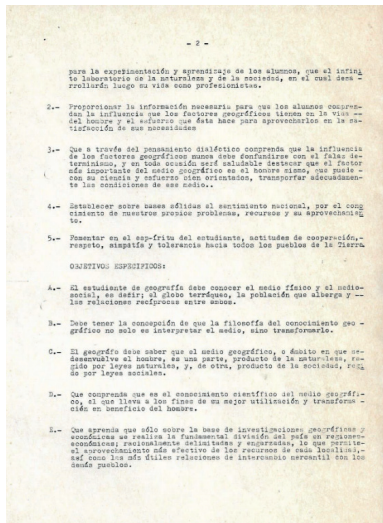 - 2 -
para la experimentación y aprendizaje de los alumnos, que el infini
to laboratorio de la naturaleza y de la sociedad, en el cual desa -
rrollarán luego su vida como profesionistas.
2.- Proporcionar la información necesaria para que los alumnos compren-
dan la influencia que los factores geográficos tienen en la vida --
del hombre y el esfuerzo que ésta hace para aprovecharlos en la sa-
tisfacción de sus necesidades
3.- Que a través del pensamiento dialéctico comprenda que la influencia
de los factores geográficos nunca debe confundirse con el falso de-
terminismo, y en toda ocasión será saludable destacar que el factor
más importante del medio geográfico es el hombre mismo, que puede -
con su ciencia y esfuerzo bien orientados, transformar adecuadamen-
te las condiciones de ese medio..
4.- Establecer sobre bases sólidas el sentimiento nacional, por el cono
cimiento de nuestros propios problemas, recursos y su aprovechamien
to.
5.- Fomentar en el esp-fritu del estudiante, actitudes de cooperación,-
respeto, simpatía y tolerancia hacia todos los pueblos de la Tierra.
OBJETIVOS ESPECIFICOS:
A.- El estudiante de geografía debe conocer el medio físico y el medio-
social, es decir; el globo terráqueo, la población que alberga y --
las relaciones recíprocas entre ambos.
B.- Debe tener la concepción de que la filosofía del conocimiento geo -
gráfico no solo es interpretar el medio, sino transformarlo.
C.- El geógrafo debe saber que el medio geográfico, o ámbito en que se-
desenvuelve el hombre, es una parte, producto de la naturaleza, re-
gido por leyes naturales, y, de otra, producto de la sociedad, regi
do por leyes sociales.
D.- Que comprenda que es el conocimiento científico del medio geográfi-
co, el que lleva a los fines de su mejor utilización y transforma -
ción en beneficio del hombre.
E.- Que aprenda que sólo sobre la base de investigaciones geográficas y
económicas se realiza la fundamental división del país en regiones-
económicas; racionalmente delimitadas y engarzadas, lo que permite-
el aprovechamiento más efectivo de los recursos de cada localidad,-
así como las más útiles relaciones de intercambio mercantil con los
demás pueblos.